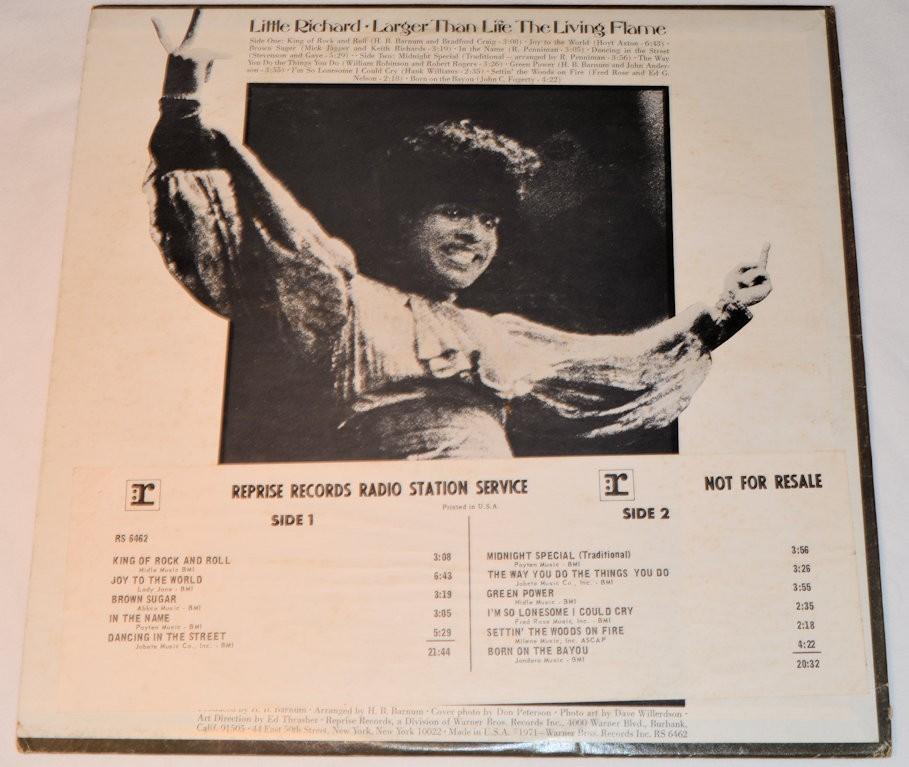 Little Richard · Larger Than Life The Living Flame
Side One: King of Rock and Roll (H. B. Barnum and Bradford Craig - 3:08) · Joy to the World (Hoyt Axton - 6:43) ·
Brown Sugar (Mick Jagger and Keith Richards - 3:19) · In the Name (R. Penniman - 3:05) · Dancing in the Street
(Stevenson and Gaye - 5:29) · Side Two: Midnight Special (Traditional — arranged by R. Penniman - 3:56) · The Way
You Do the Things You Do (William Robinson and Robert Rogers - 3:26) · Green Power (H. B. Barnum and John Ander-
son - 3:55) · I'm So Lonesome I Could Cry (Hank Williams - 2:35) · Settin' the Woods on Fire (Fred Rose and Ed G.
Nelson - 2:18) · Born on the Bayou (John C. Fogerty - 4:22)
r REPRISE RECORDS RADIO STATION SERVICE r NOT FOR RESALE
Printed in U.S.A.
SIDE 1
RS 6462
KING OF ROCK AND ROLL 3:08
Hidle Music BMI
JOY TO THE WORLD 6:43
Lady Jane - BMI
BROWN SUGAR 3:19
Abkco Music - BMI
IN THE NAME 3:05
Payten Music - BMI
DANCING IN THE STREET 5:29
Jobete Music Co., Inc. - BMI
21:44
SIDE 2
MIDNIGHT SPECIAL (Traditional) 3:56
Payten Music - BMI
THE WAY YOU DO THE THINGS YOU DO 3:26
Jobete Music Co., Inc. - BMI
GREEN POWER 3:55
Hidle Music - BMI
I'M SO LONESOME I COULD CRY 2:35
Fred Rose Music, Inc. - BMI
SETTIN' THE WOODS ON FIRE 2:18
Milene Music, Inc. ASCAP
BORN ON THE BAYOU 4:22
Jondora Music - BMI
20:32
Produced by H. B. Barnum · Arranged by H. B. Barnum · Cover photo by Don Peterson · Photo art by Dave Willerdson ·
Art Direction by Ed Thrasher · Reprise Records, a Division of Warner Bros. Records Inc., 4000 Warner Blvd., Burbank,
Calif. 91505 · 44 East 50th Street, New York, New York 10022 · Made in U.S.A. ©1971—Warner Bros. Records Inc. RS 6462